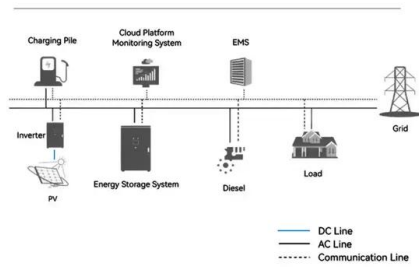 Charging Pile
Cloud Platform
Monitoring System
EMS
Grid
Inverter
PV
Energy Storage System
Diesel
Load
DC Line
AC Line
Communication Line